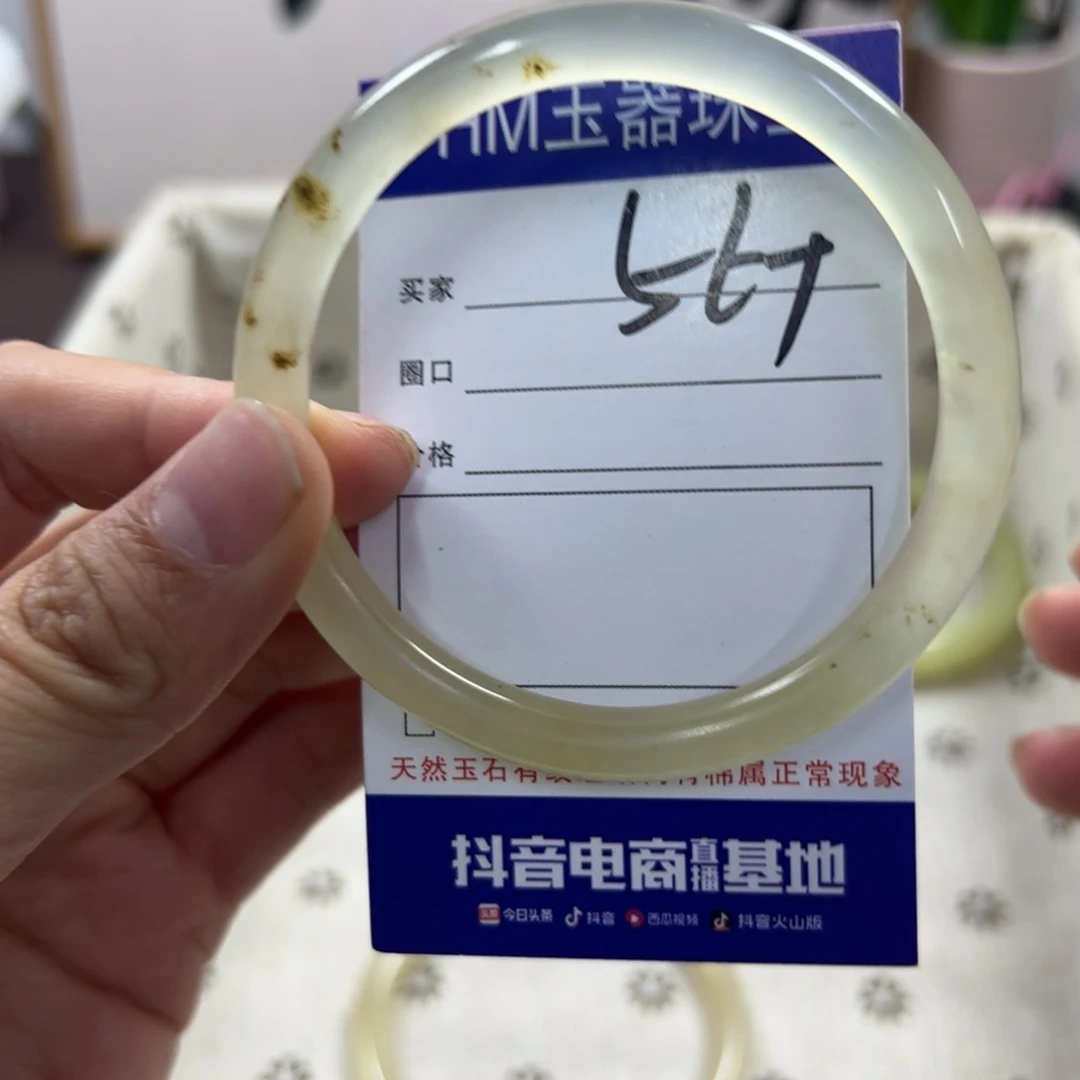 HM玉器珠
买家
圈口
价格
天然玉石有
棉属正常现象
抖音电商直播基地
今日头条 抖音 西瓜视频 抖音火山版